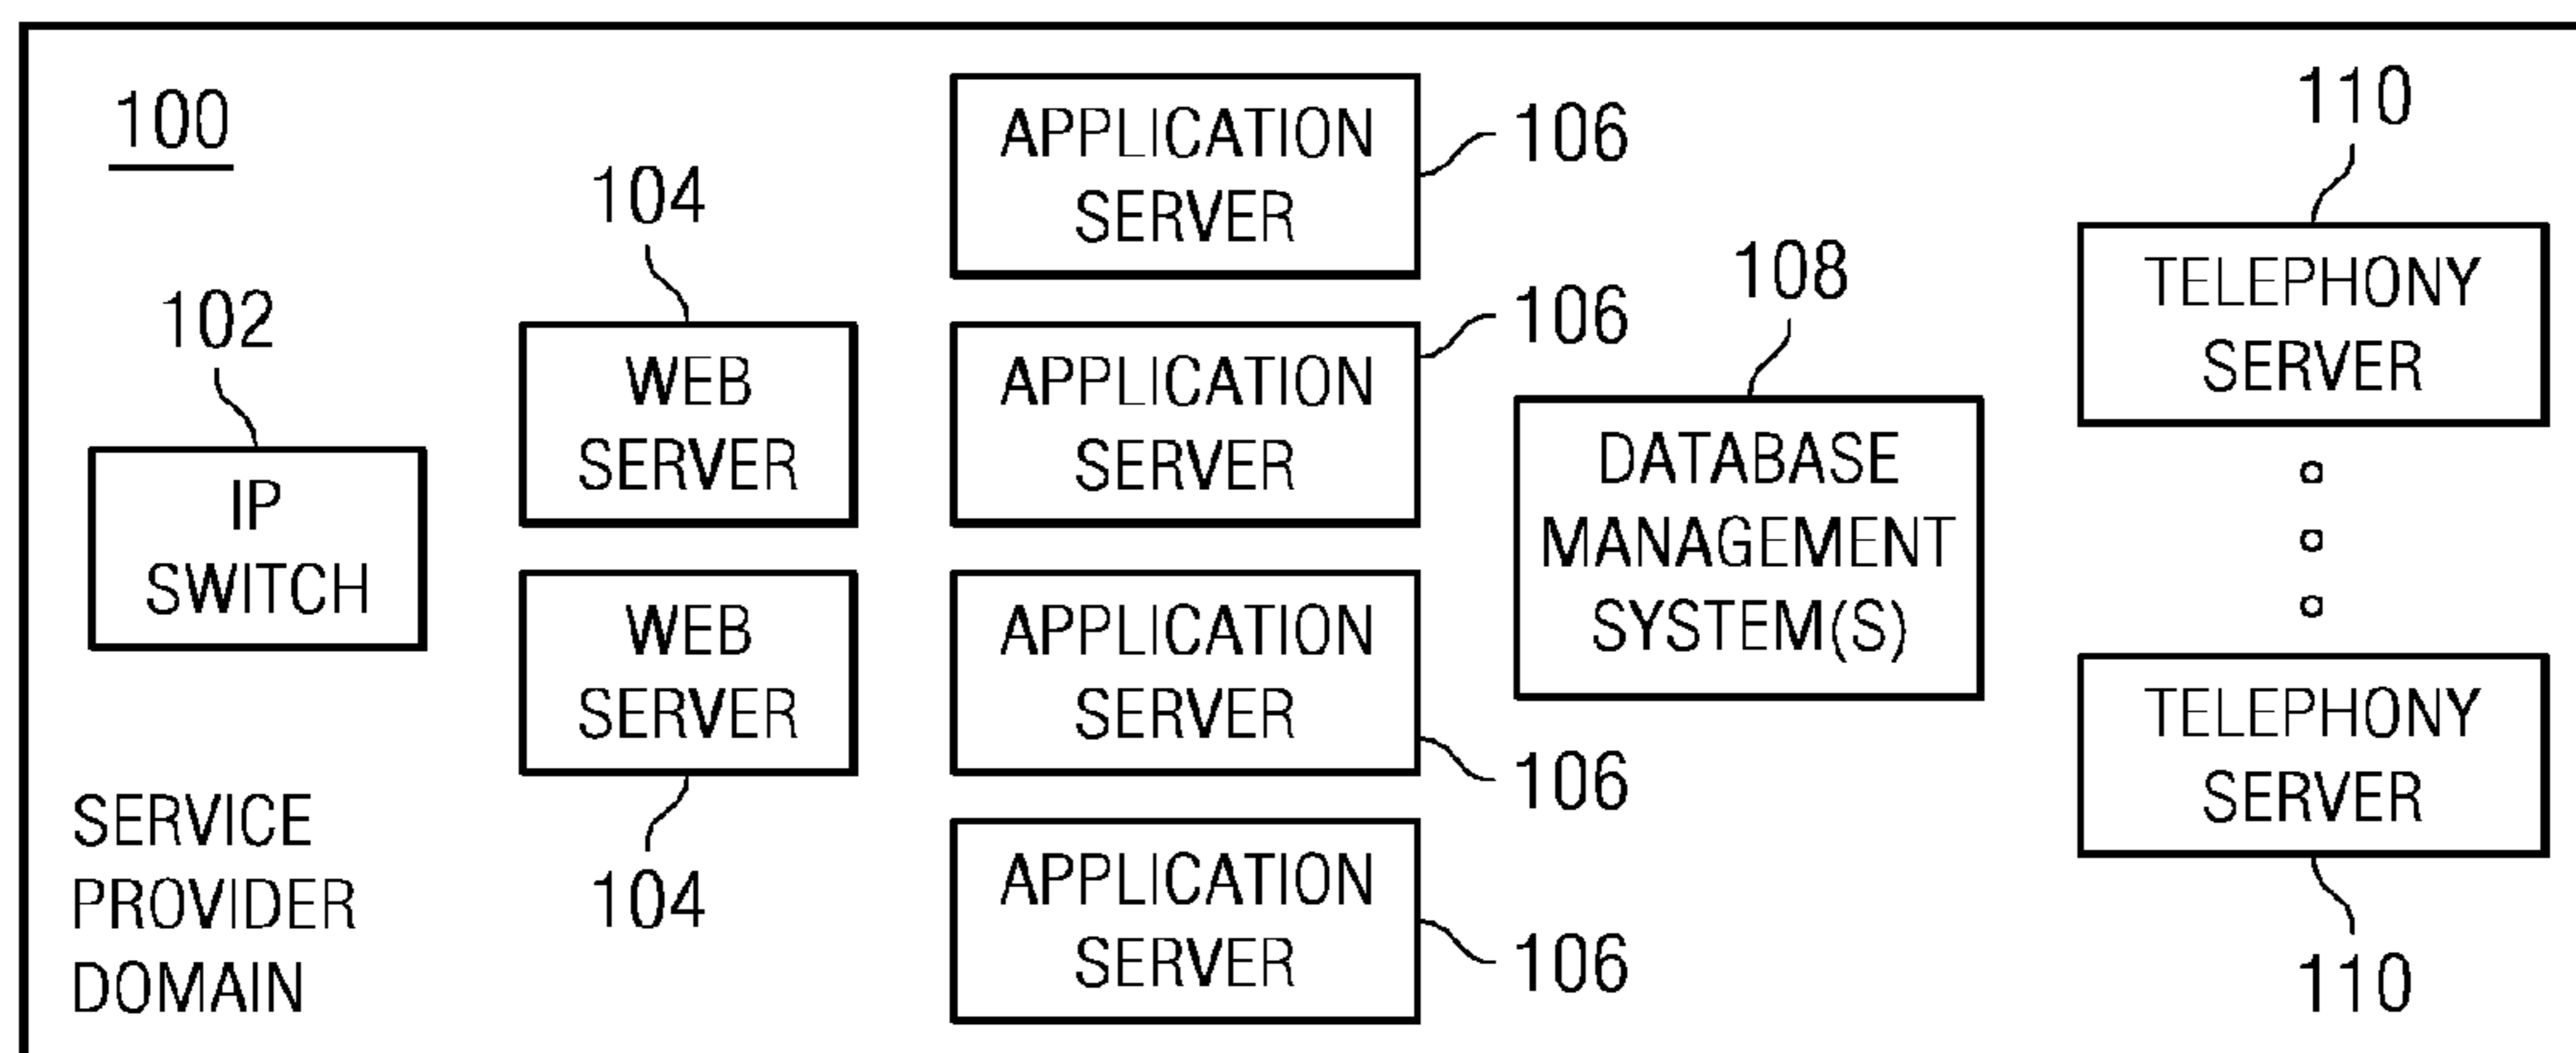 100
102
IP
SWITCH
SERVICE
PROVIDER
DOMAIN
104
WEB
SERVER
WEB
SERVER
104
APPLICATION
SERVER
106
APPLICATION
SERVER
106
APPLICATION
SERVER
106
APPLICATION
SERVER
106
108
DATABASE
MANAGEMENT
SYSTEM(S)
110
TELEPHONY
SERVER
TELEPHONY
SERVER
110